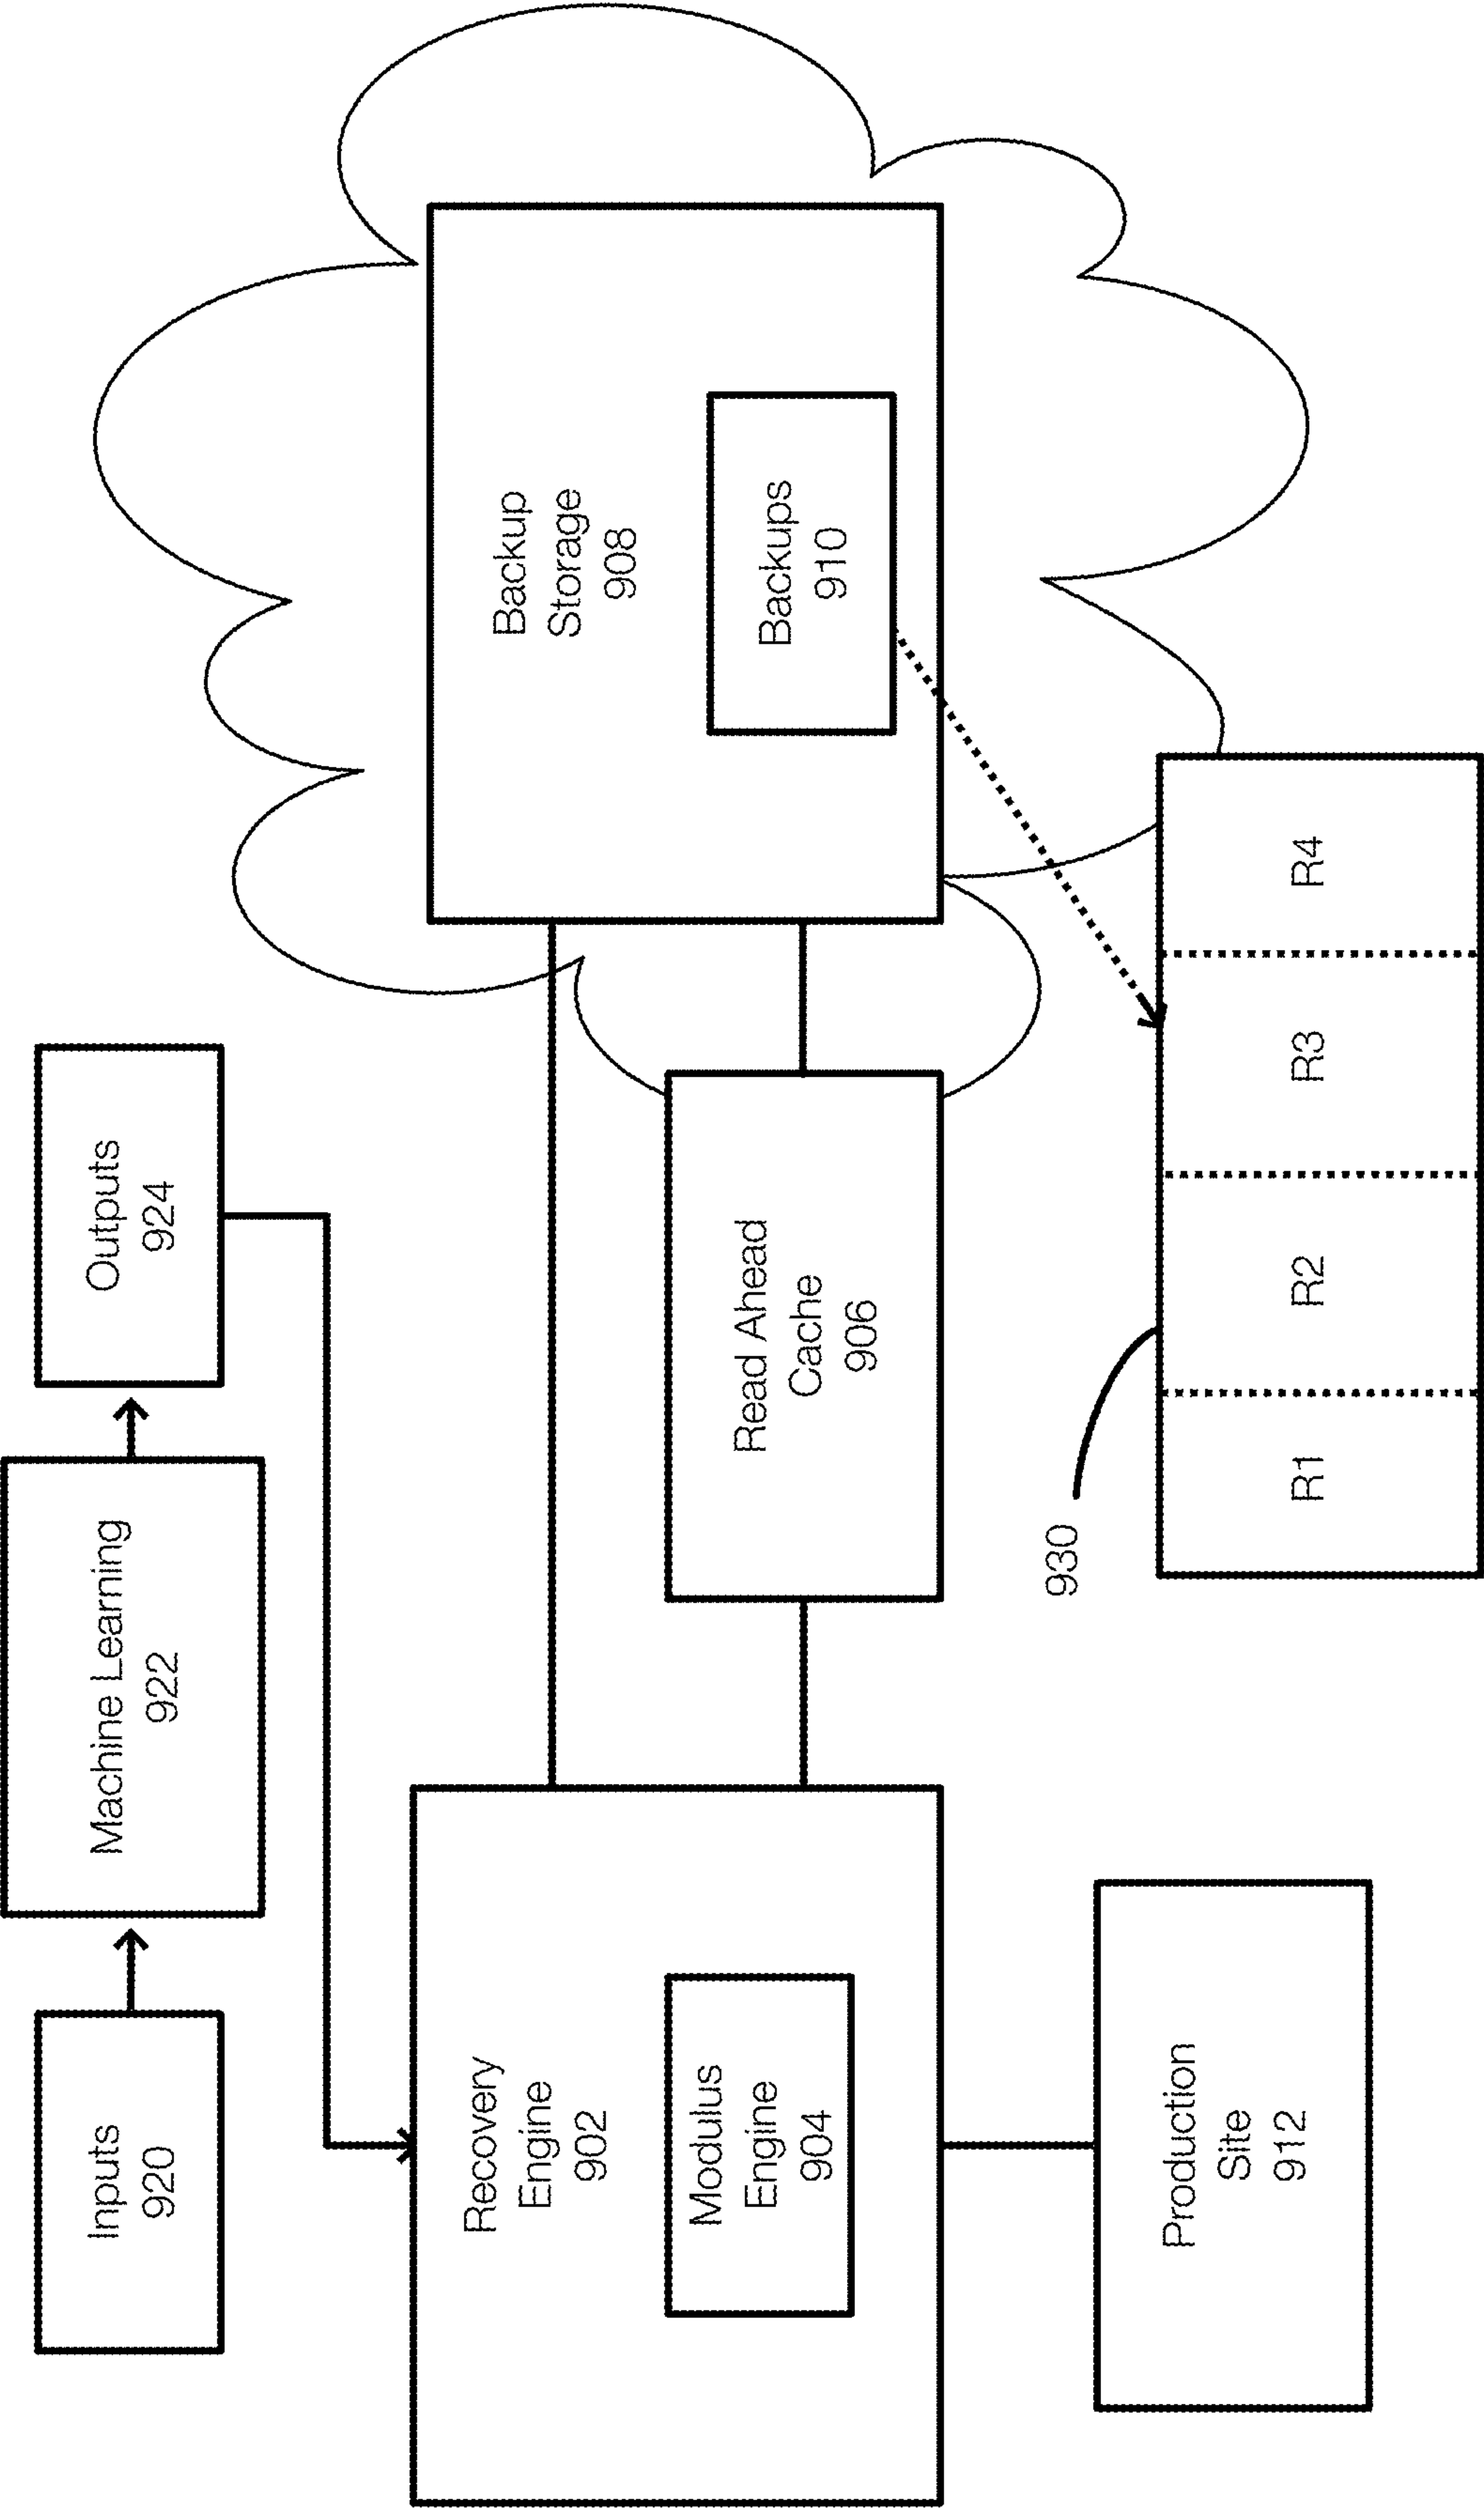 Inputs
920
Machine Learning
922
Outputs
924
Recovery
Engine
902
Modulus
Engine
904
Read Ahead
Cache
906
Backup
Storage
908
Backups
910
Production
Site
912
930
R1
R2
R3
R4